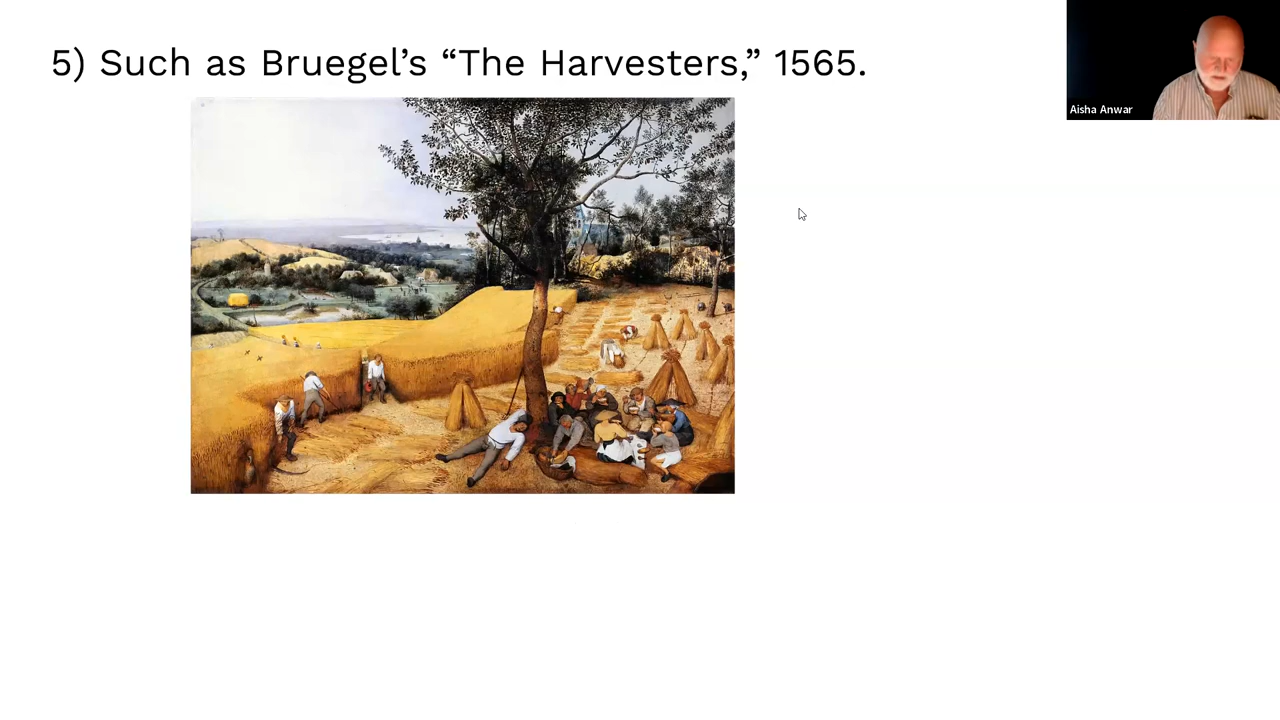 5) Such as Bruegel’s “The Harvesters,” 1565.
Aisha Anwar